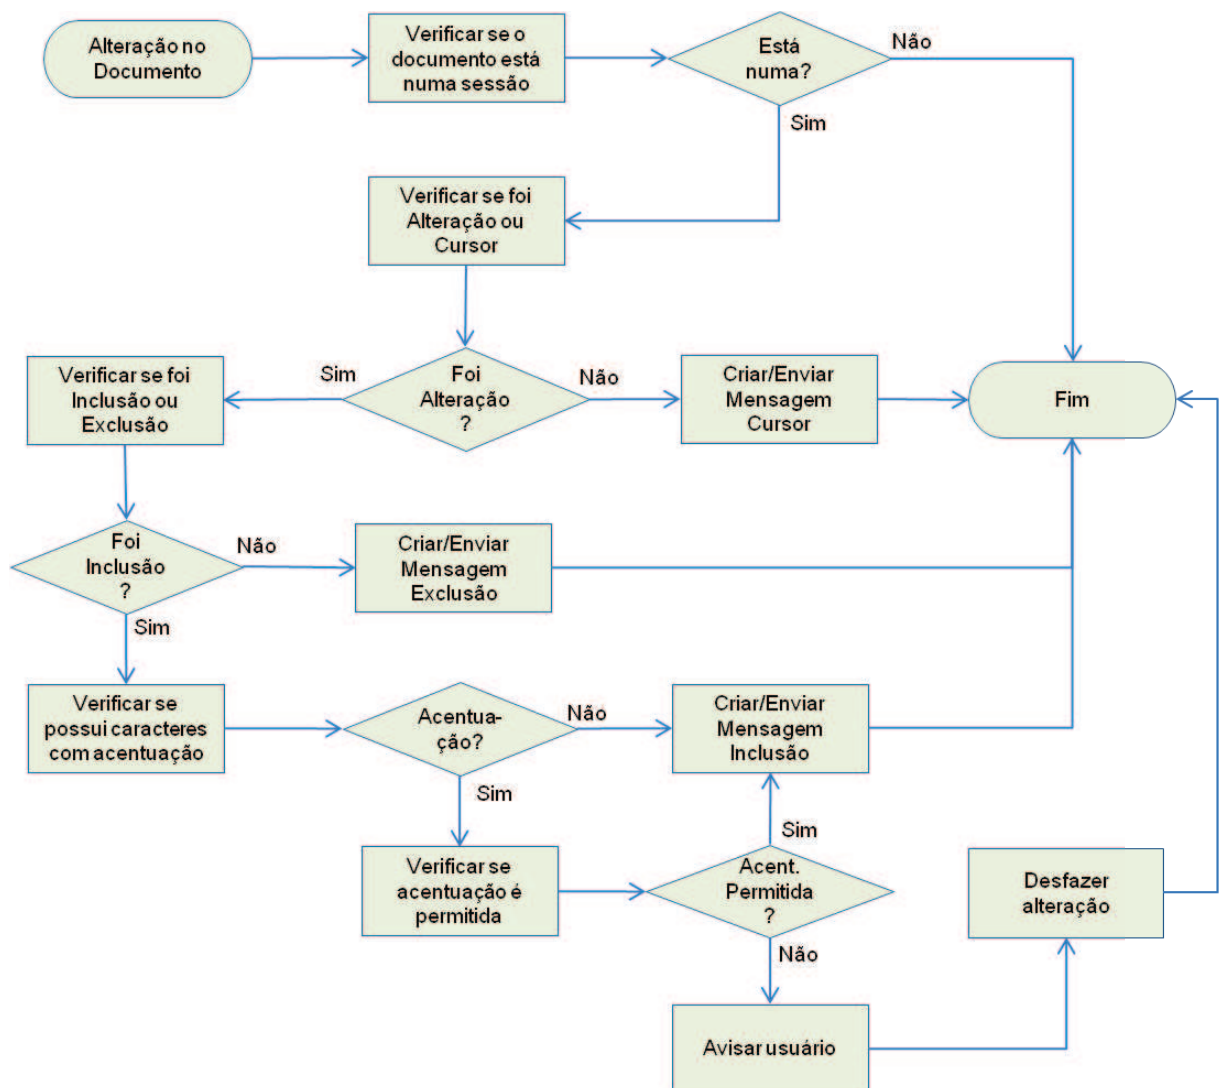 Alteração no
Documento
Verificar se o
documento está
numa sessão
Está
numa?
Não
Sim
Verificar se foi
Alteração ou
Cursor
Verificar se foi
Inclusão ou
Exclusão
Sim
Foi
Alteração
?
Não
Criar/Enviar
Mensagem
Cursor
Fim
Foi
Inclusão
?
Não
Criar/Enviar
Mensagem
Exclusão
Sim
Verificar se
possui caracteres
com acentuação
Acentua-
ção?
Não
Criar/Enviar
Mensagem
Inclusão
Sim
Sim
Verificar se
acentuação é
permitida
Acent.
Permitida
?
Desfazer
alteração
Não
Avisar usuário